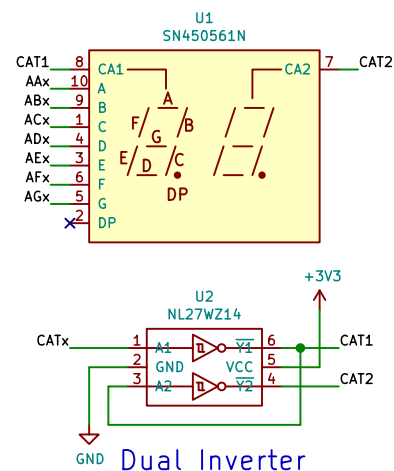 U1
SN450561N
CAT1 8 CA1 CA2 7 CAT2
AAx 10 A
ABx 9 B
ACx 1 C
ADx 4 D
AEx 3 E
AFx 6 F
AGx 5 G
2 DP
A
F B
G
E D C
DP
+3V3
U2
NL27WZ14
CATx 1 A1 Y1 6 CAT1
2 GND VCC 5
3 A2 Y2 4 CAT2
GND
Dual Inverter